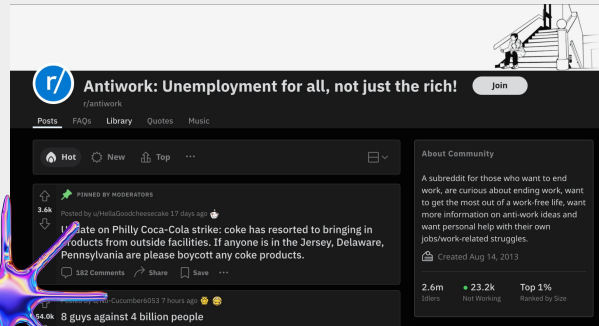 r/
Antiwork: Unemployment for all, not just the rich!
Join
r/antiwork
Posts FAQs Library Quotes Music
Hot New Top ...
About Community
A subreddit for those who want to end
work, are curious about ending work, want
to get the most out of a work-free life, want
more information on anti-work ideas and
want personal help with their own
jobs/work-related struggles.
Created Aug 14, 2013
2.6m 23.2k Top 1%
Idlers Not Working Ranked by Size
PINNED BY MODERATORS
3.6k
Posted by u/HellaGoodcheesecake 17 days ago
on Philly Coca-Cola strike: coke has resorted to bringing in
products from outside facilities. If anyone is in the Jersey, Delaware,
Pennsylvania are please boycott any coke products.
182 Comments Share Save ...
7 hours ago
54.0k
8 guys against 4 billion people